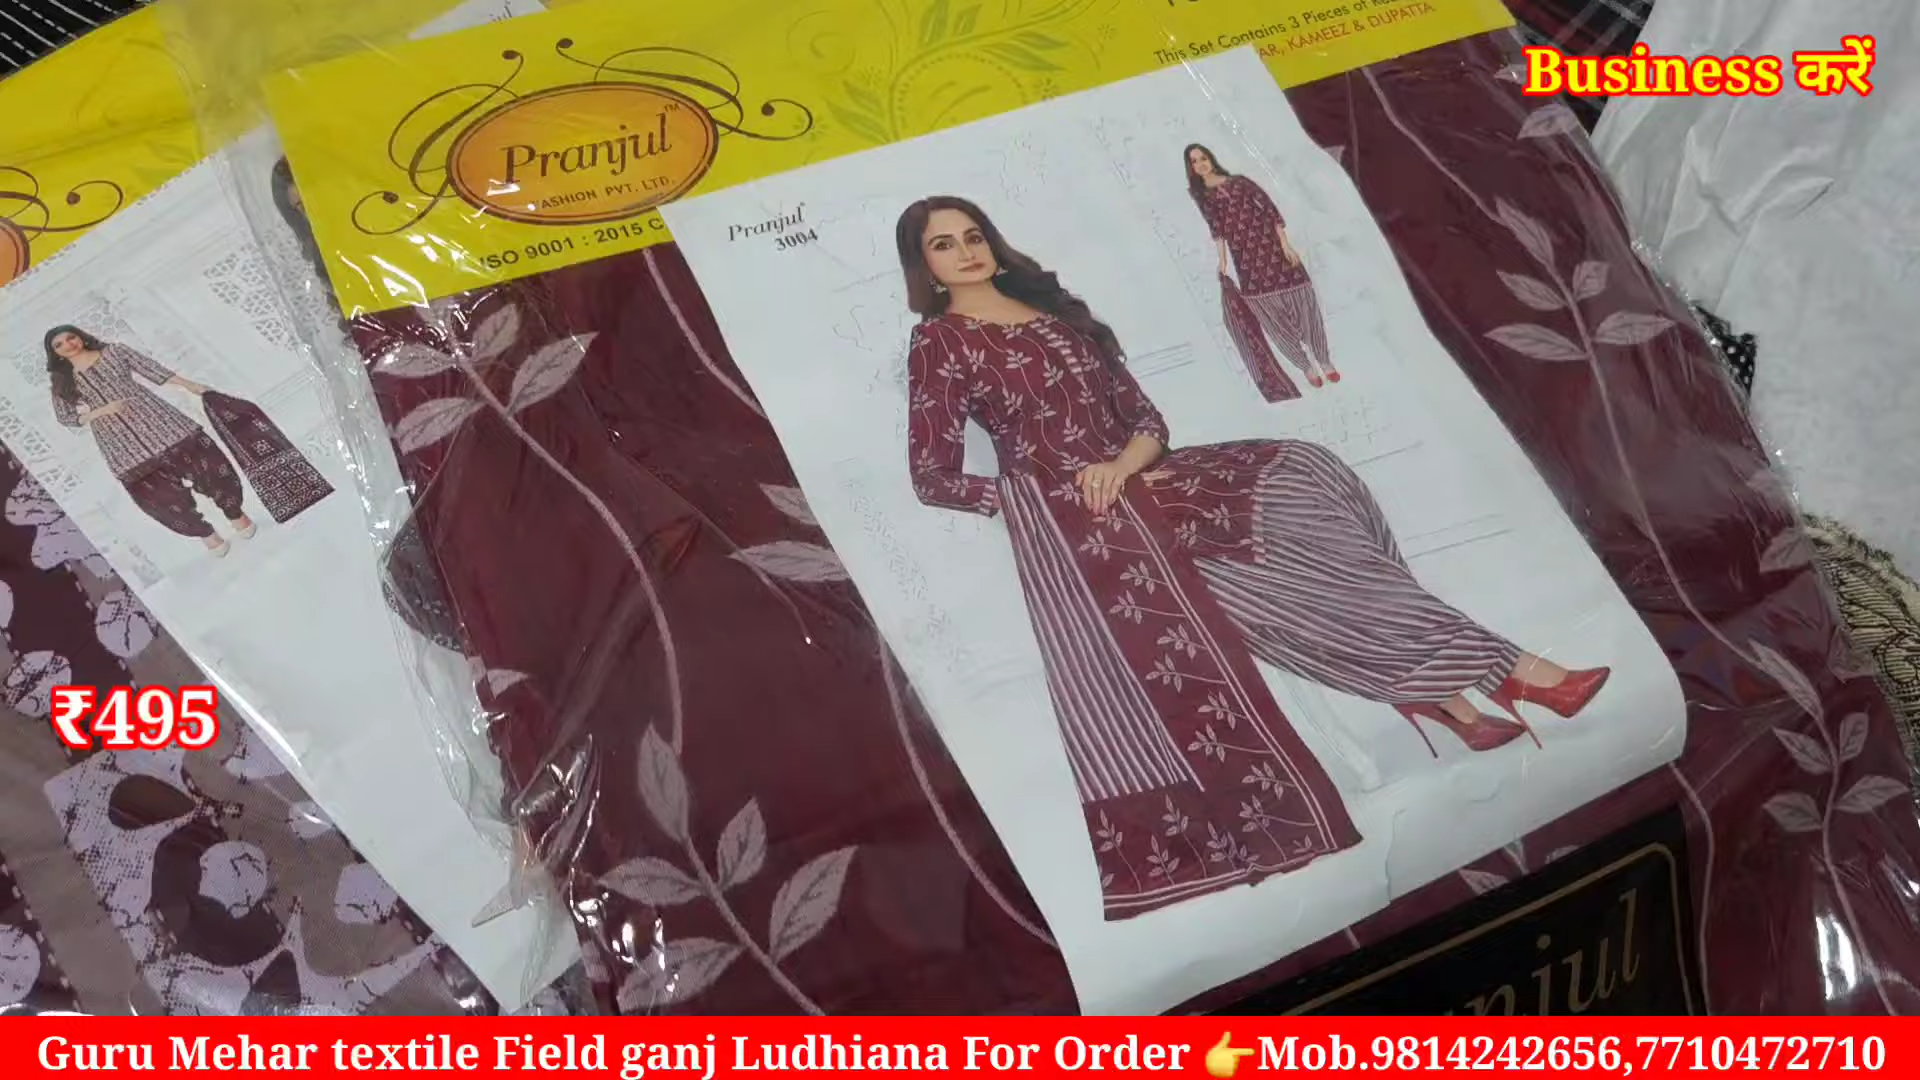 This Set Contains 3 Pieces of
KAMEEZ & DUPATTA
Business करें
Pranjul™
FASHION PVT. LTD.
ISO 9001 : 2015
Pranjul
3004
₹495
Guru Mehar textile Field ganj Ludhiana For Order 👉Mob.9814242656,7710472710